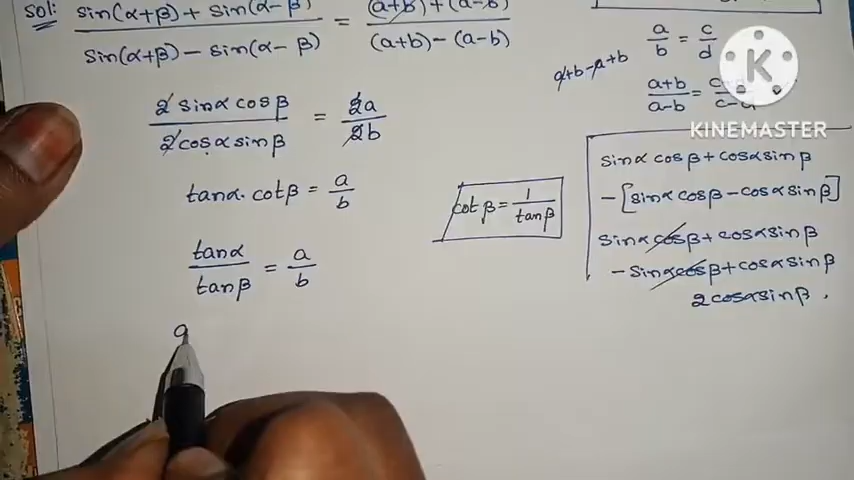 Sol: sin(α+β) + sin(α-β) / sin(α+β) - sin(α-β) = (a+b)+(a-b) / (a+b)-(a-b)
2 sinα cosβ / 2 cosα sinβ = 2a / 2b
tanα. cotβ = a/b
tanα / tanβ = a/b
a
cotβ = 1/tanβ
a/b = c/d
a+b-a+b
a+b / a-b =
KINEMASTER
sinα cosβ + cosα sinβ
- [sinα cosβ - cosα sinβ]
sinα cosβ + cosα sinβ
- sinα cosβ + cosα sinβ
2cosα sinβ .